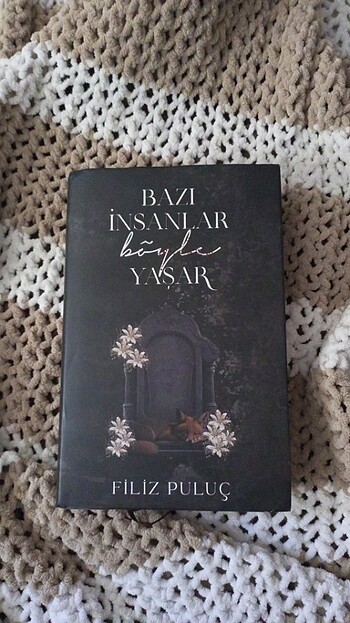 BAZI
İNSANLAR
böyle
YAŞAR
FİLİZ PULUÇ